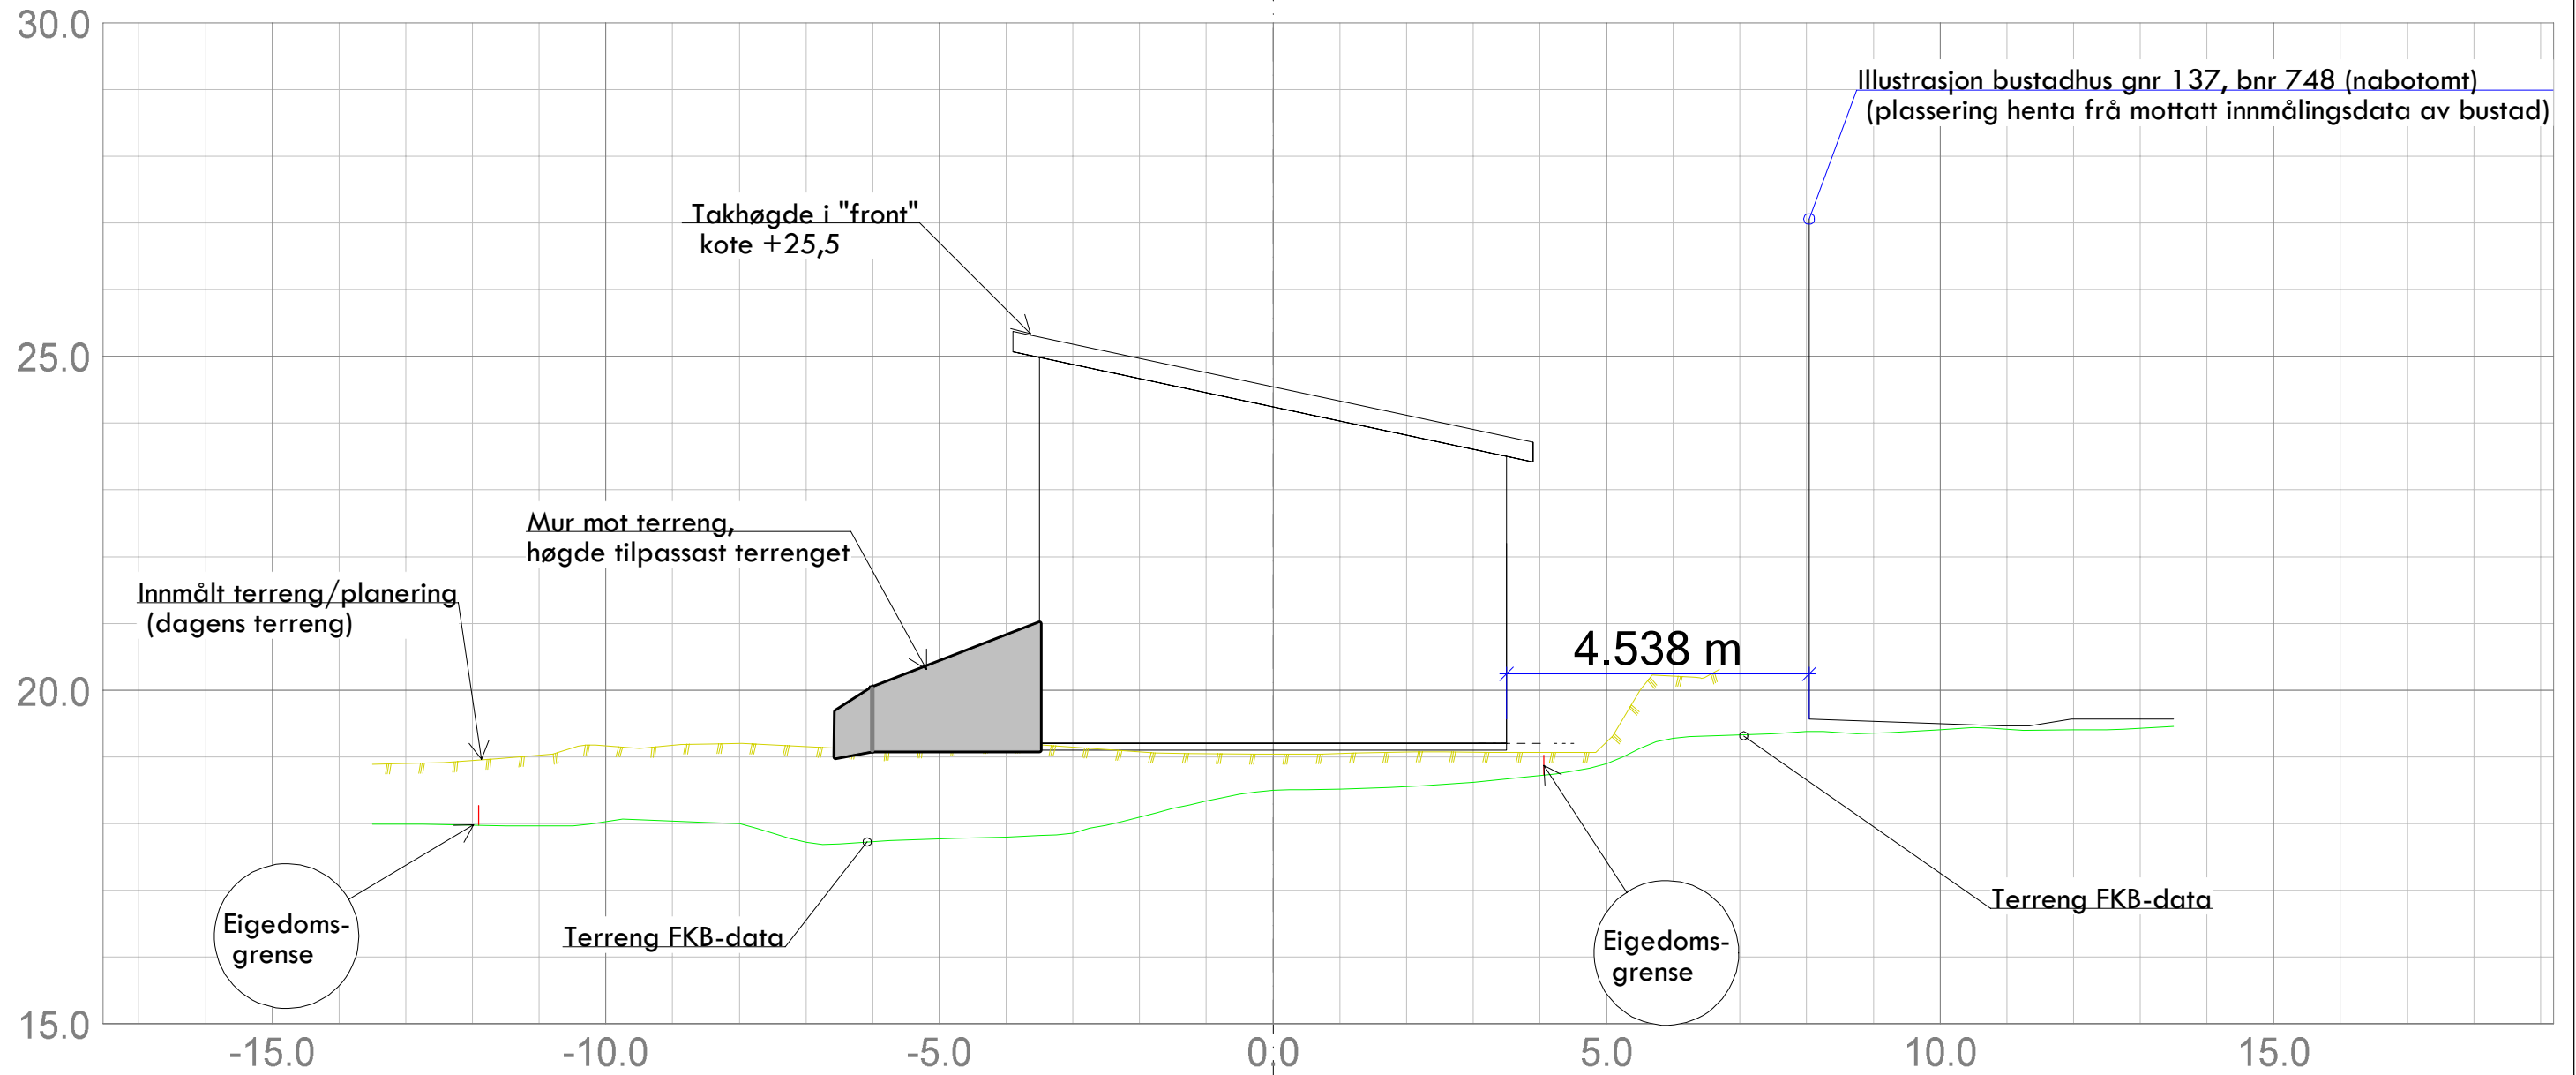 30.0
Illustrasjon bustadhus gnr 137, bnr 748 (nabotomt)
(plassering henta frå mottatt innmålingsdata av bustad)
Takhøgde i "front"
kote +25,5
25.0
Mur mot terreng,
høgde tilpassast terrenget
Innmålt terreng/planering
(dagens terreng)
4.538 m
20.0
Terreng FKB-data
Eigedoms-
grense
Terreng FKB-data
Eigedoms-
grense
15.0
-15.0 -10.0 -5.0 0.0 5.0 10.0 15.0